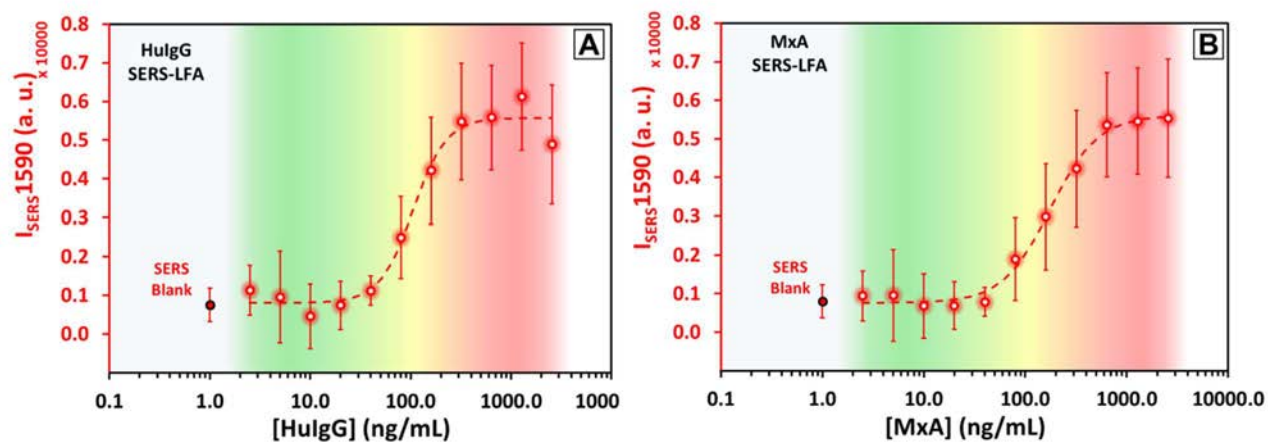 HuIgG
SERS-LFA
A
I_SERS1590 (a. u.) x 10000
0.8
0.7
0.6
0.5
0.4
0.3
0.2
0.1
0.0
SERS
Blank
0.1 1.0 10.0 100.0 1000.0 1000
[HuIgG] (ng/mL)
MxA
SERS-LFA
B
I_SERS1590 (a. u.) x 10000
0.8
0.7
0.6
0.5
0.4
0.3
0.2
0.1
0.0
SERS
Blank
0.1 1.0 10.0 100.0 1000.0 10000.0
[MxA] (ng/mL)